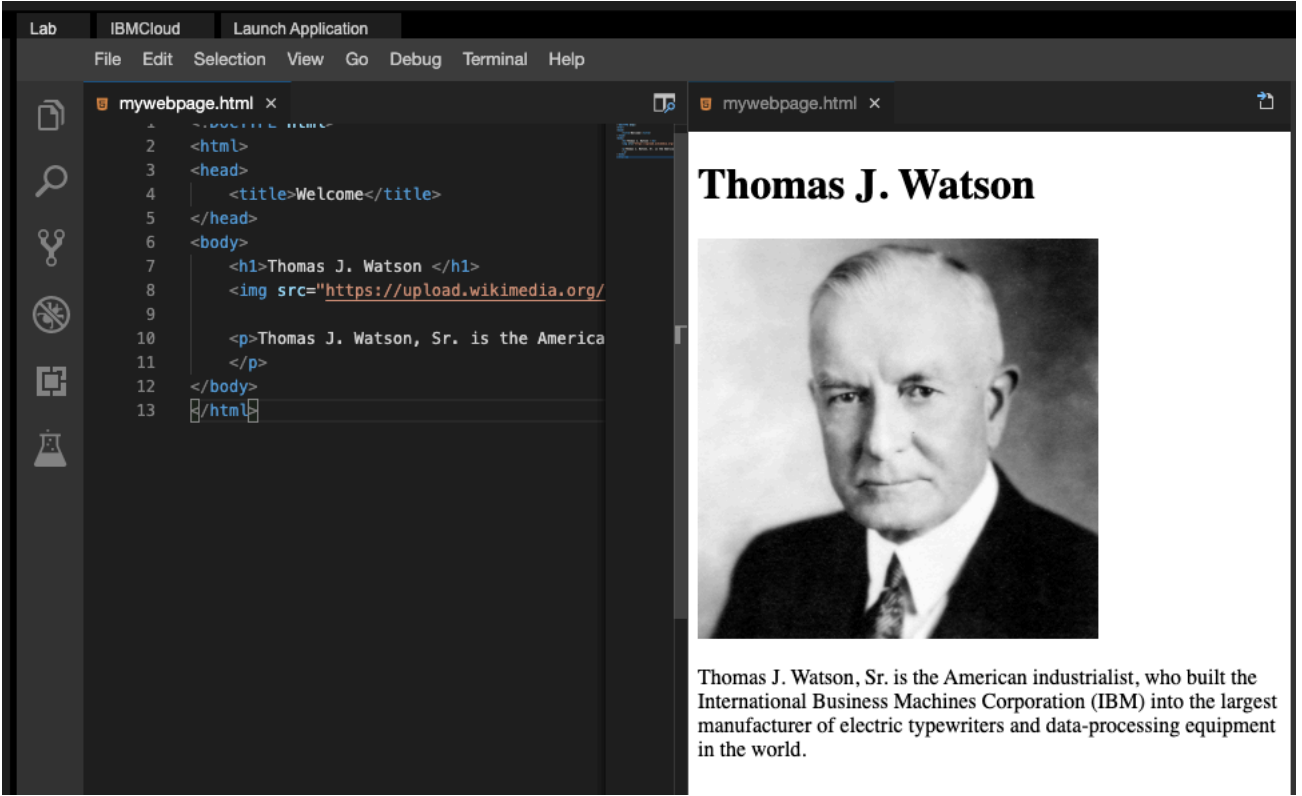 Lab IBMCloud Launch Application
File Edit Selection View Go Debug Terminal Help
mywebpage.html ×
1 <!DOCTYPE html>
2 <html>
3 <head>
4 <title>Welcome</title>
5 </head>
6 <body>
7 <h1>Thomas J. Watson </h1>
8 <img src="https://upload.wikimedia.org/
9
10 <p>Thomas J. Watson, Sr. is the America
11 </p>
12 </body>
13 </html>
mywebpage.html ×
Thomas J. Watson
Thomas J. Watson, Sr. is the American industrialist, who built the
International Business Machines Corporation (IBM) into the largest
manufacturer of electric typewriters and data-processing equipment
in the world.